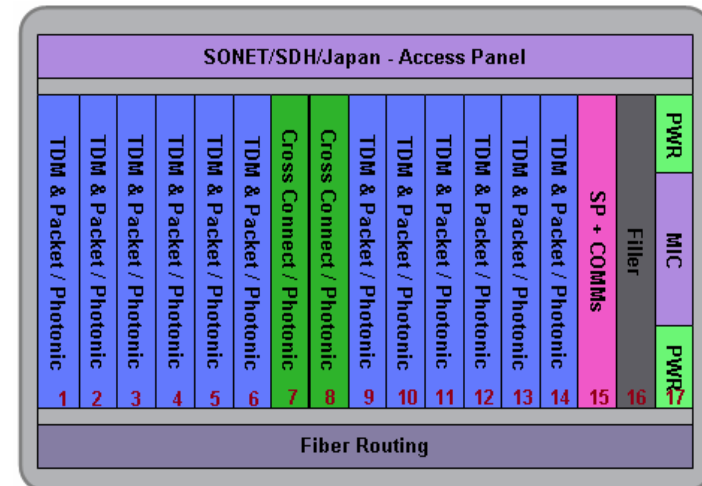 SONET/SDH/Japan - Access Panel
TDM & Packet / Photonic 1
TDM & Packet / Photonic 2
TDM & Packet / Photonic 3
TDM & Packet / Photonic 4
TDM & Packet / Photonic 5
TDM & Packet / Photonic 6
Cross Connect / Photonic 7
Cross Connect / Photonic 8
TDM & Packet / Photonic 9
TDM & Packet / Photonic 10
TDM & Packet / Photonic 11
TDM & Packet / Photonic 12
TDM & Packet / Photonic 13
TDM & Packet / Photonic 14
SP + COMMs 15
Filler 16
PWR
MIC
PWR
17
Fiber Routing